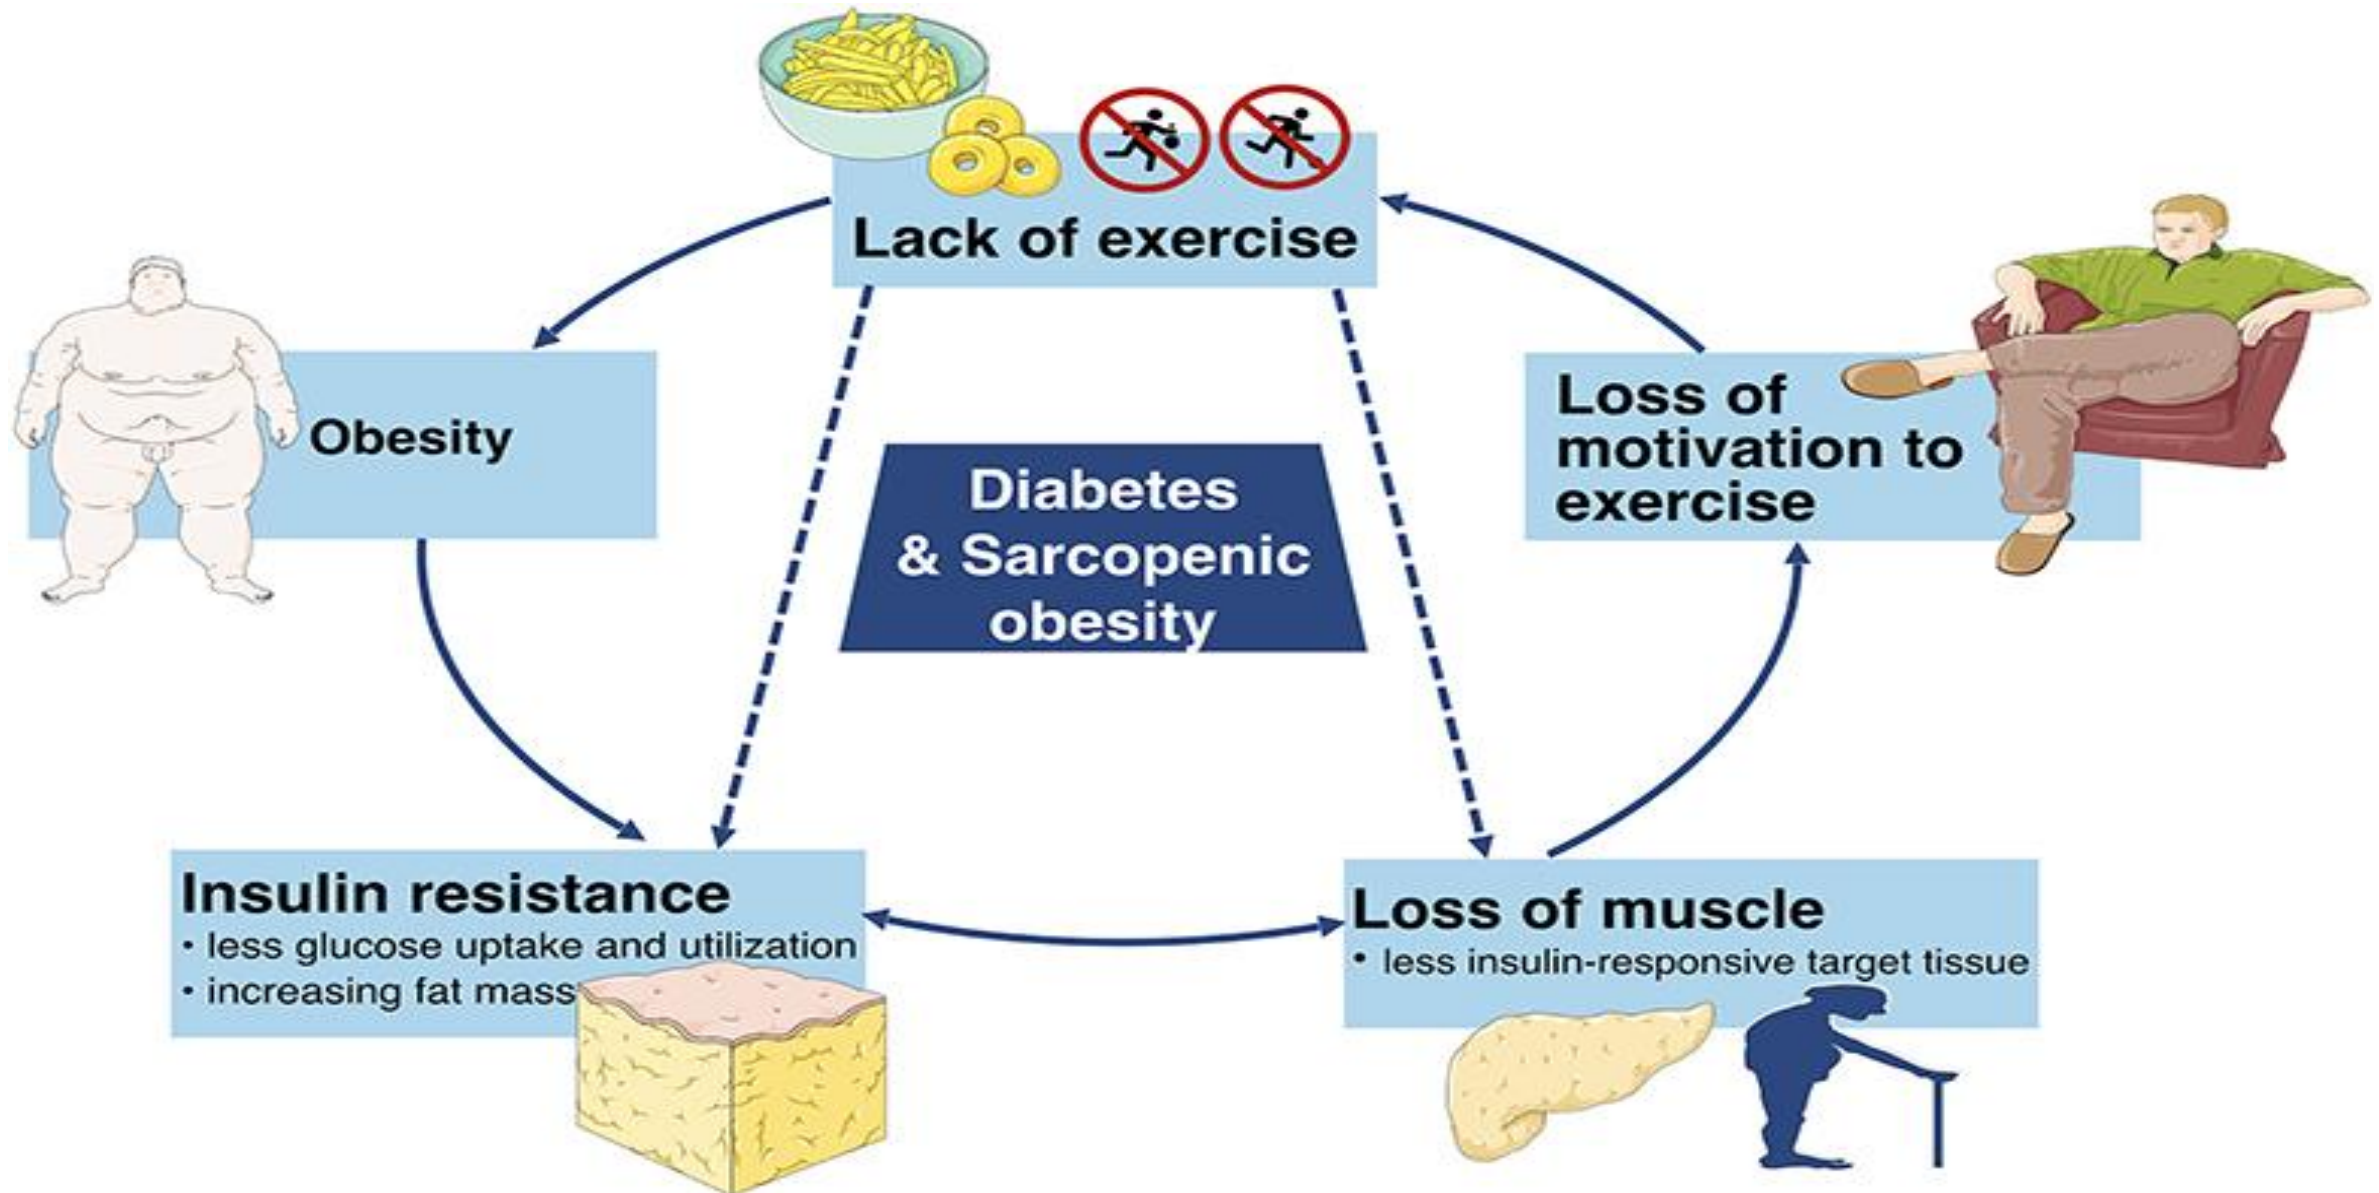 Lack of exercise
Obesity
Loss of
motivation to
exercise
Diabetes
& Sarcopenic
obesity
Insulin resistance
• less glucose uptake and utilization
• increasing fat mass
Loss of muscle
• less insulin-responsive target tissue